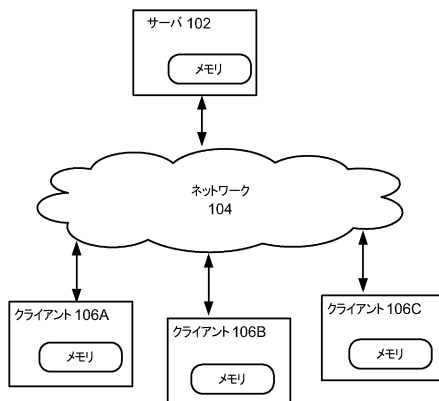 サーバ 102
メモリ
ネットワーク
104
クライアント 106A
メモリ
クライアント 106B
メモリ
クライアント 106C
メモリ